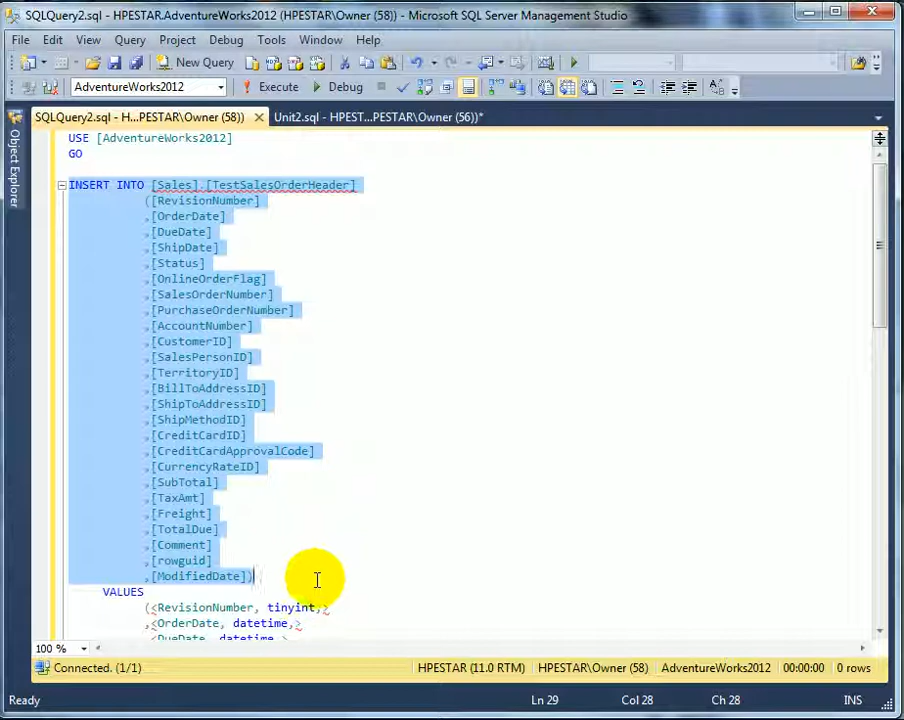 SQLQuery2.sql - HPESTAR.AdventureWorks2012 (HPESTAR\Owner (58)) - Microsoft SQL Server Management Studio
File Edit View Query Project Debug Tools Window Help
New Query
AdventureWorks2012 Execute Debug
SQLQuery2.sql - H...PESTAR\Owner (58)) Unit2.sql - HPEST...PESTAR\Owner (56))*
Object Explorer
USE [AdventureWorks2012]
GO
INSERT INTO [Sales].[TestSalesOrderHeader]
([RevisionNumber]
,[OrderDate]
,[DueDate]
,[ShipDate]
,[Status]
,[OnlineOrderFlag]
,[SalesOrderNumber]
,[PurchaseOrderNumber]
,[AccountNumber]
,[CustomerID]
,[SalesPersonID]
,[TerritoryID]
,[BillToAddressID]
,[ShipToAddressID]
,[ShipMethodID]
,[CreditCardID]
,[CreditCardApprovalCode]
,[CurrencyRateID]
,[SubTotal]
,[TaxAmt]
,[Freight]
,[TotalDue]
,[Comment]
,[rowguid]
,[ModifiedDate])
VALUES
(<RevisionNumber, tinyint,>
,<OrderDate, datetime,>
,<DueDate, datetime,>
100 %
Connected. (1/1) HPESTAR (11.0 RTM) HPESTAR\Owner (58) AdventureWorks2012 00:00:00 0 rows
Ready Ln 29 Col 28 Ch 28 INS